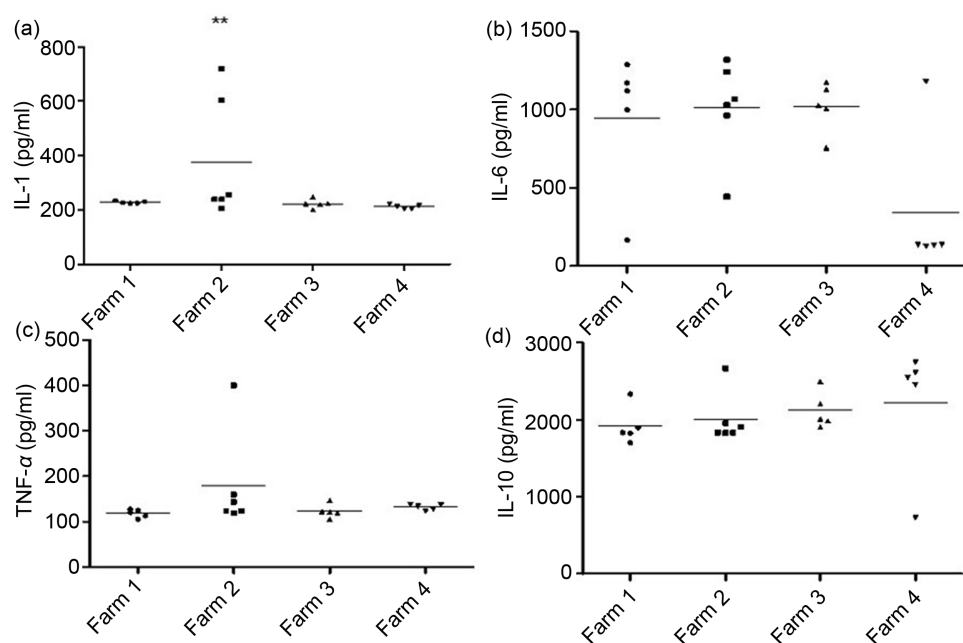 (a)
**
IL-1 (pg/ml)
800
600
400
200
0
Farm 1
Farm 2
Farm 3
Farm 4
(b)
IL-6 (pg/ml)
1500
1000
500
0
Farm 1
Farm 2
Farm 3
Farm 4
(c)
TNF-α (pg/ml)
500
400
300
200
100
0
Farm 1
Farm 2
Farm 3
Farm 4
(d)
IL-10 (pg/ml)
3000
2000
1000
0
Farm 1
Farm 2
Farm 3
Farm 4